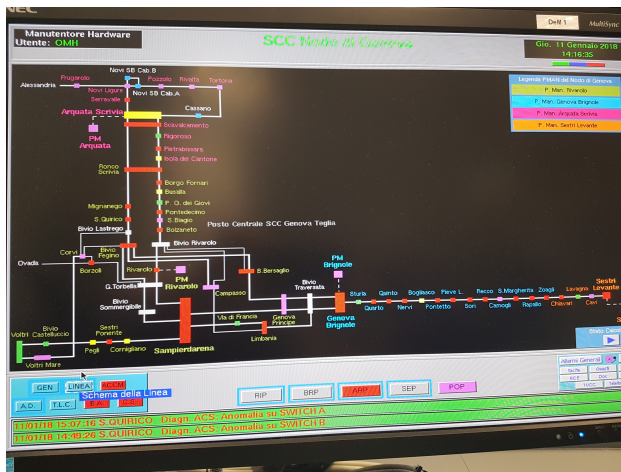 NEC
DeM 1
MultiSync
Manutentore Hardware
Utente: OMH
SCC Nodo di Genova
Gio. 11 Gennaio 2018
14:16:35
Legenda PMAN del Nodo di Genova
P. Man. Rivarolo
P. Man. Genova Brignole
P. Man. Arquata Scrivia
P. Man. Sestri Levante
Novi SB Cab.B
Frugarolo
Pozzolo
Rivalta
Tortona
Alessandria
Novi Ligure
Novi SB Cab.A
Serravalle
Cassano
Arquata Scrivia
PM
Arquata
Scavalcamento
Rigoroso
Pietrabissara
Isola del Cantone
Ronco
Scrivia
Borgo Fornari
Busalla
Mignanego
P. O. dei Giovi
Pontedecimo
S.Quirico
S.Biagio
Bolzaneto
Bivio Lastrego
Posto Centrale SCC Genova Teglia
Bivio Rivarolo
Corvi
Bivio
Fegino
Ovada
Borzoli
Rivarolo
PM
Rivarolo
B.Bersaglio
PM
Brignole
G.Torbella
Campasso
Bivio
Traversata
Bivio
Sommergibile
Sturla
Quinto
Bogliasco
Pieve L.
Recco
S.Margherita
Zoagli
Lavagna
Sestri
Levante
Quarto
Nervi
Pontetto
Sori
Camogli
Rapallo
Chiavari
Cavi
Genova
Brignole
Genova
Principe
Via di Francia
Limbania
Voltri
Bivio
Castelluccio
Sestri
Ponente
Pegli
Cornigliano
Sampierdarena
Voltri Mare
Allarmi Generali
GEN
LINEA
ACCM
A.D.
T.L.C.
Schema della Linea
RIP
BRP
ARP
SEP
POP
11/01/18 15:07:16 S.QUIRICO Diagn. ACS: Anomalia su SWITCH A
11/01/18 14:49:26 S.QUIRICO Diagn. ACS: Anomalia su SWITCH B